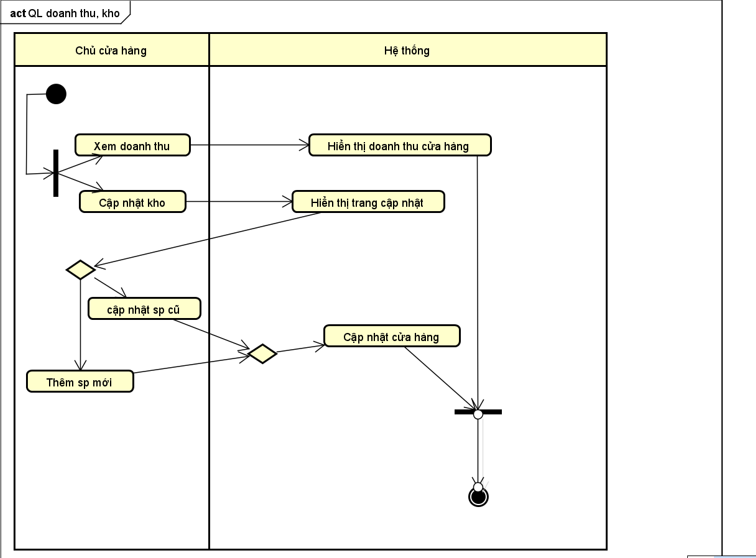 act QL doanh thu, kho
Chủ cửa hàng
Hệ thống
Xem doanh thu
Hiển thị doanh thu cửa hàng
Cập nhật kho
Hiển thị trang cập nhật
cập nhật sp cũ
Cập nhật cửa hàng
Thêm sp mới